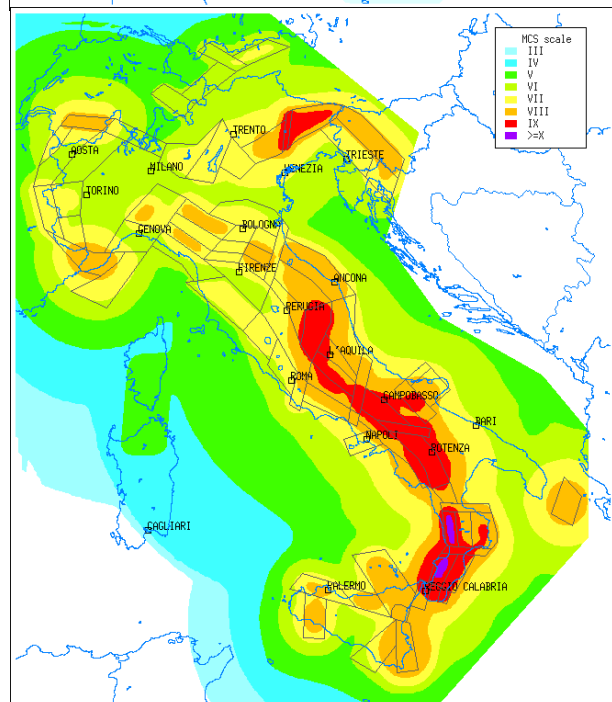 MCS scale
III
IV
V
VI
VII
VIII
IX
>=X
TRENTO
AOSTA
MILANO
VENEZIA
TRIESTE
TORINO
GENOVA
BOLOGNA
FIRENZE
ANCONA
PERUGIA
L'AQUILA
ROMA
CAMPOBASSO
NAPOLI
BARI
POTENZA
CAGLIARI
PALERMO
REGGIO CALABRIA